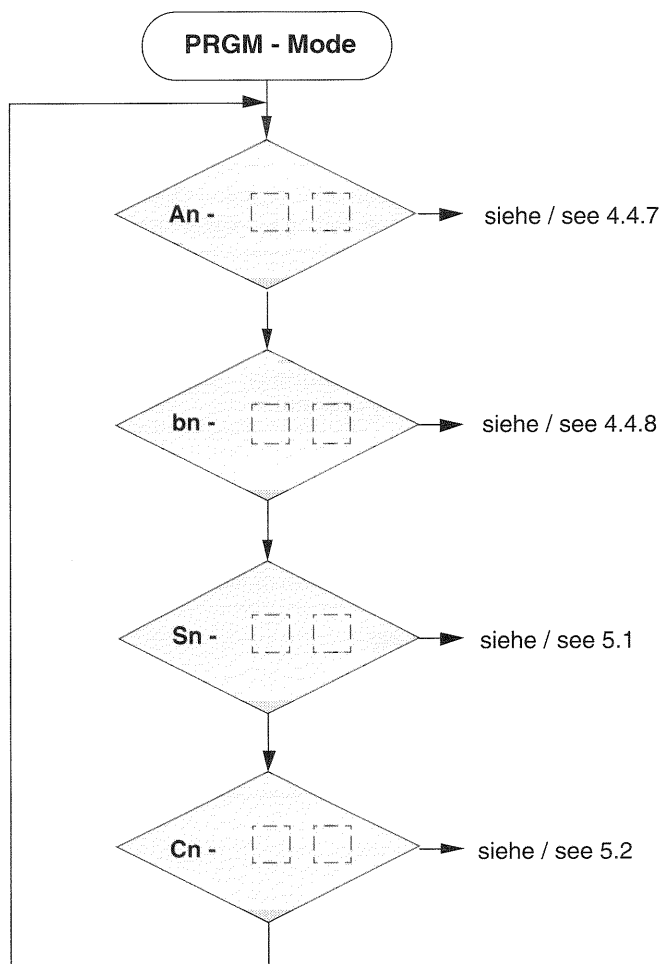 PRGM - Mode
An -
siehe / see 4.4.7
bn -
siehe / see 4.4.8
Sn -
siehe / see 5.1
Cn -
siehe / see 5.2